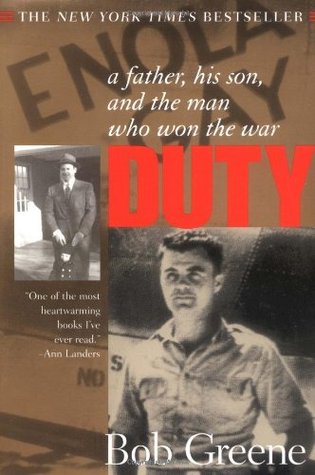 THE NEW YORK TIMES BESTSELLER
ENOLA
GAY
a father, his son,
and the man
who won the war
DUTY
"One of the most
heartwarming
books I've
ever read."
–Ann Landers
NO
Bob Greene